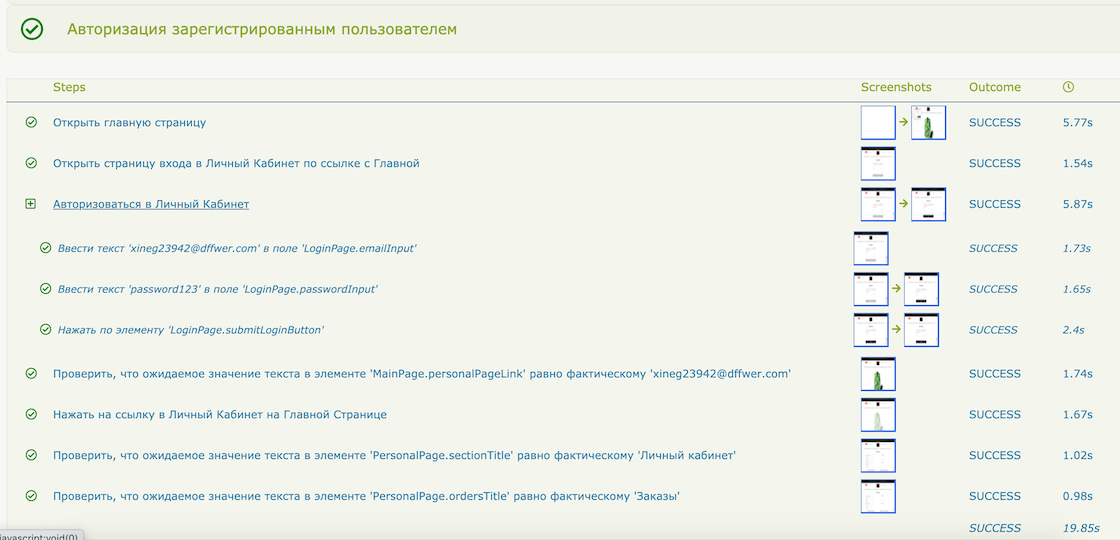 Авторизация зарегистрированным пользователем
Steps Screenshots Outcome
Открыть главную страницу SUCCESS 5.77s
Открыть страницу входа в Личный Кабинет по ссылке с Главной SUCCESS 1.54s
Авторизоваться в Личный Кабинет SUCCESS 5.87s
Ввести текст 'xineg23942@dffwer.com' в поле 'LoginPage.emailInput' SUCCESS 1.73s
Ввести текст 'password123' в поле 'LoginPage.passwordInput' SUCCESS 1.65s
Нажать по элементу 'LoginPage.submitLoginButton' SUCCESS 2.4s
Проверить, что ожидаемое значение текста в элементе 'MainPage.personalPageLink' равно фактическому 'xineg23942@dffwer.com' SUCCESS 1.74s
Нажать на ссылку в Личный Кабинет на Главной Странице SUCCESS 1.67s
Проверить, что ожидаемое значение текста в элементе 'PersonalPage.sectionTitle' равно фактическому 'Личный кабинет' SUCCESS 1.02s
Проверить, что ожидаемое значение текста в элементе 'PersonalPage.ordersTitle' равно фактическому 'Заказы' SUCCESS 0.98s
SUCCESS 19.85s
javascript:void(0)